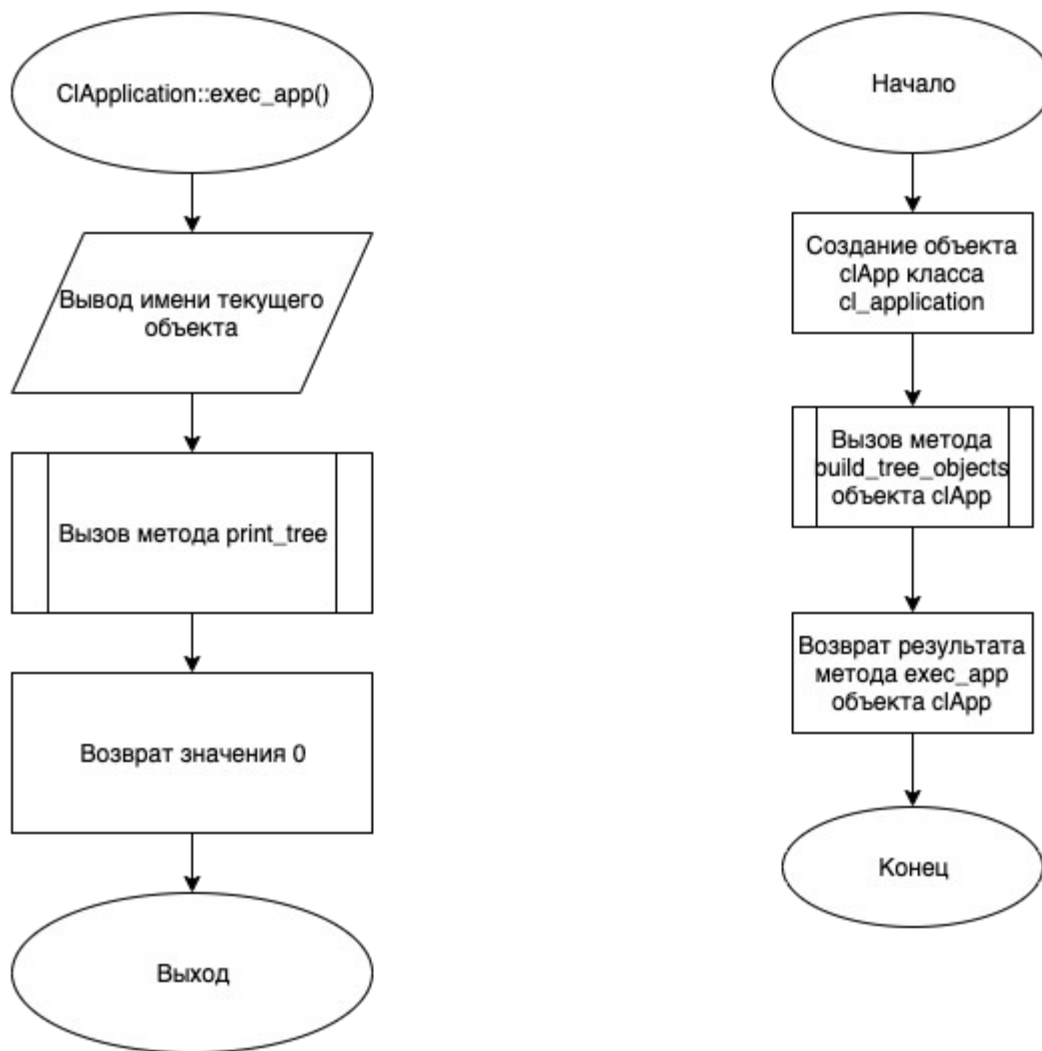 ClApplication::exec_app()
Вывод имени текущего
объекта
Вызов метода print_tree
Возврат значения 0
Выход
Начало
Создание объекта
clApp класса
cl_application
Вызов метода
build_tree_objects
объекта clApp
Возврат результата
метода exec_app
объекта clApp
Конец